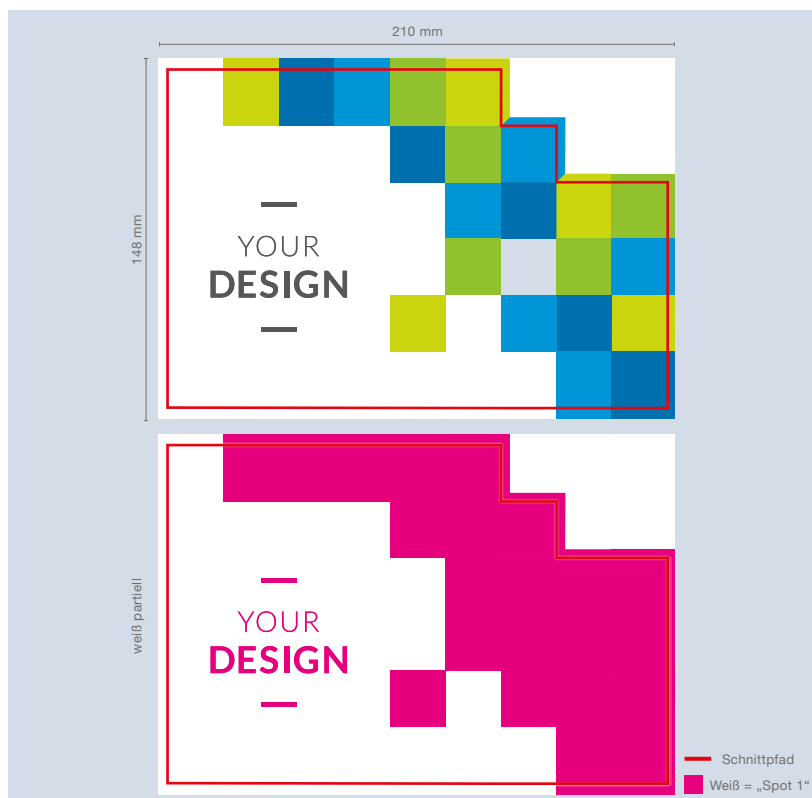 210 mm
148 mm
YOUR
DESIGN
weiß partiell
YOUR
DESIGN
Schnittpfad
Weiß = „Spot 1“